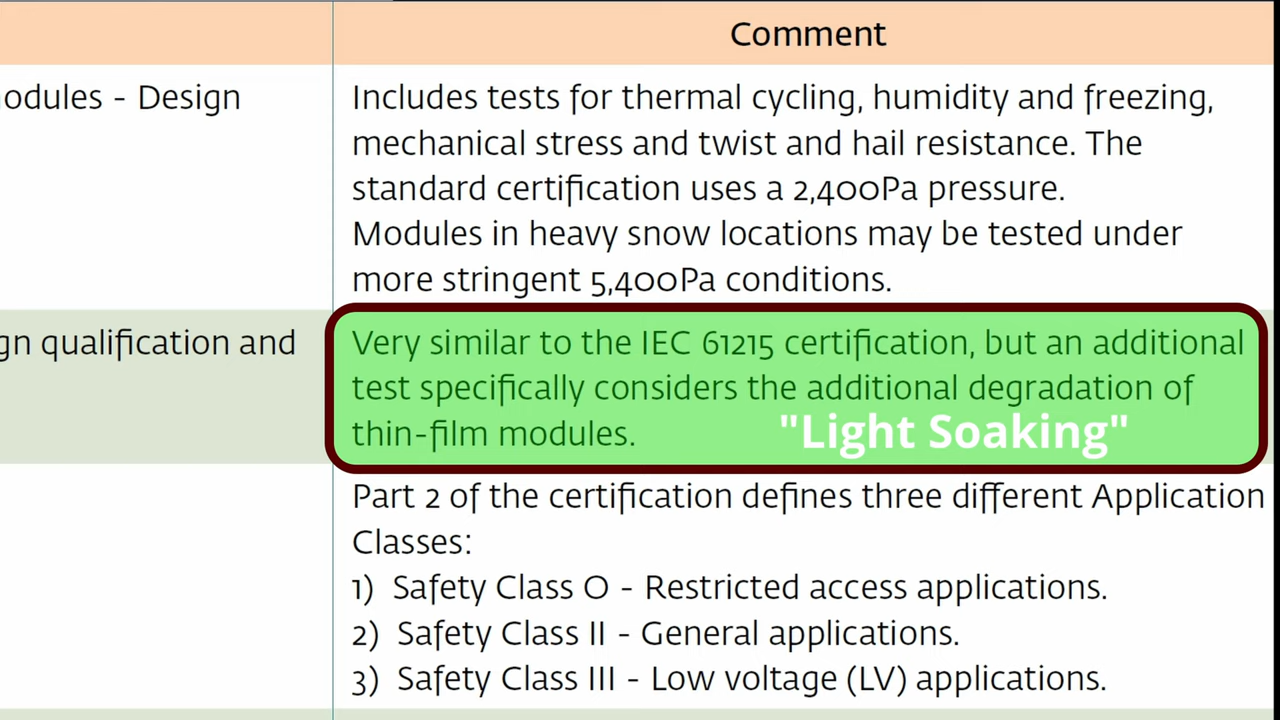 Comment
modules - Design
Includes tests for thermal cycling, humidity and freezing,
mechanical stress and twist and hail resistance. The
standard certification uses a 2,400Pa pressure.
Modules in heavy snow locations may be tested under
more stringent 5,400Pa conditions.
gn qualification and
Very similar to the IEC 61215 certification, but an additional
test specifically considers the additional degradation of
thin-film modules.
"Light Soaking"
Part 2 of the certification defines three different Application
Classes:
1) Safety Class O - Restricted access applications.
2) Safety Class II - General applications.
3) Safety Class III - Low voltage (LV) applications.